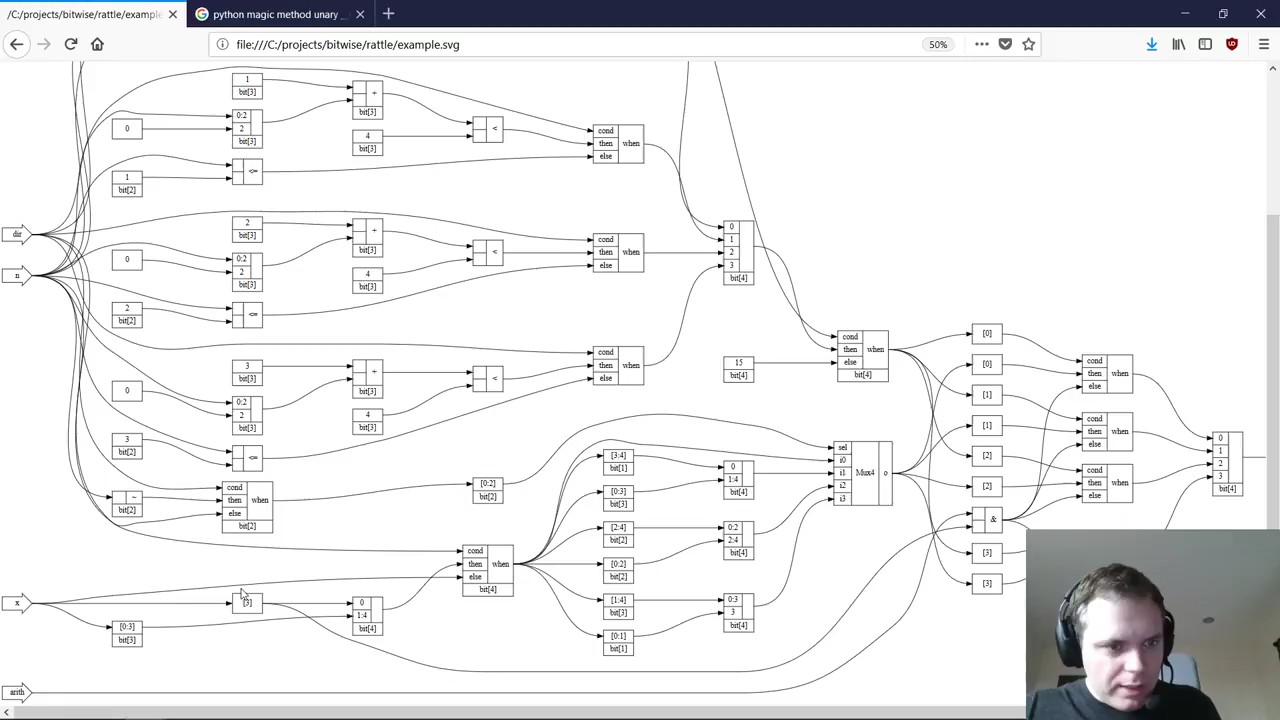 /C:/projects/bitwise/rattle/example
python magic method unary
file:///C:/projects/bitwise/rattle/example.svg
50%
1
bit[3]
0
0:2
2
bit[3]
+
bit[3]
4
bit[3]
<
cond
then when
else
1
bit[2]
<=
dir
n
2
bit[3]
0
0:2
2
bit[3]
+
bit[3]
4
bit[3]
<
cond
then when
else
2
bit[2]
<=
0
1
2
3
bit[4]
3
bit[3]
0
0:2
2
bit[3]
+
bit[3]
4
bit[3]
<
cond
then when
else
3
bit[2]
<=
15
bit[4]
cond
then when
else
bit[4]
[0]
[0]
[1]
[1]
[2]
[2]
&
[3]
[3]
cond
then when
else
cond
then when
else
cond
then when
else
0
1
2
3
bit[4]
~
bit[2]
cond
then when
else
bit[2]
[0:2]
bit[2]
[3:4]
bit[1]
[0:3]
bit[3]
[2:4]
bit[2]
[0:2]
bit[2]
[1:4]
bit[3]
[0:1]
bit[1]
0
1:4
bit[4]
0:2
2:4
bit[4]
0:3
3
bit[4]
sel
i0
i1 Mux4 o
i2
i3
cond
then when
else
bit[4]
x
[3]
[0:3]
bit[3]
0
1:4
bit[4]
arith